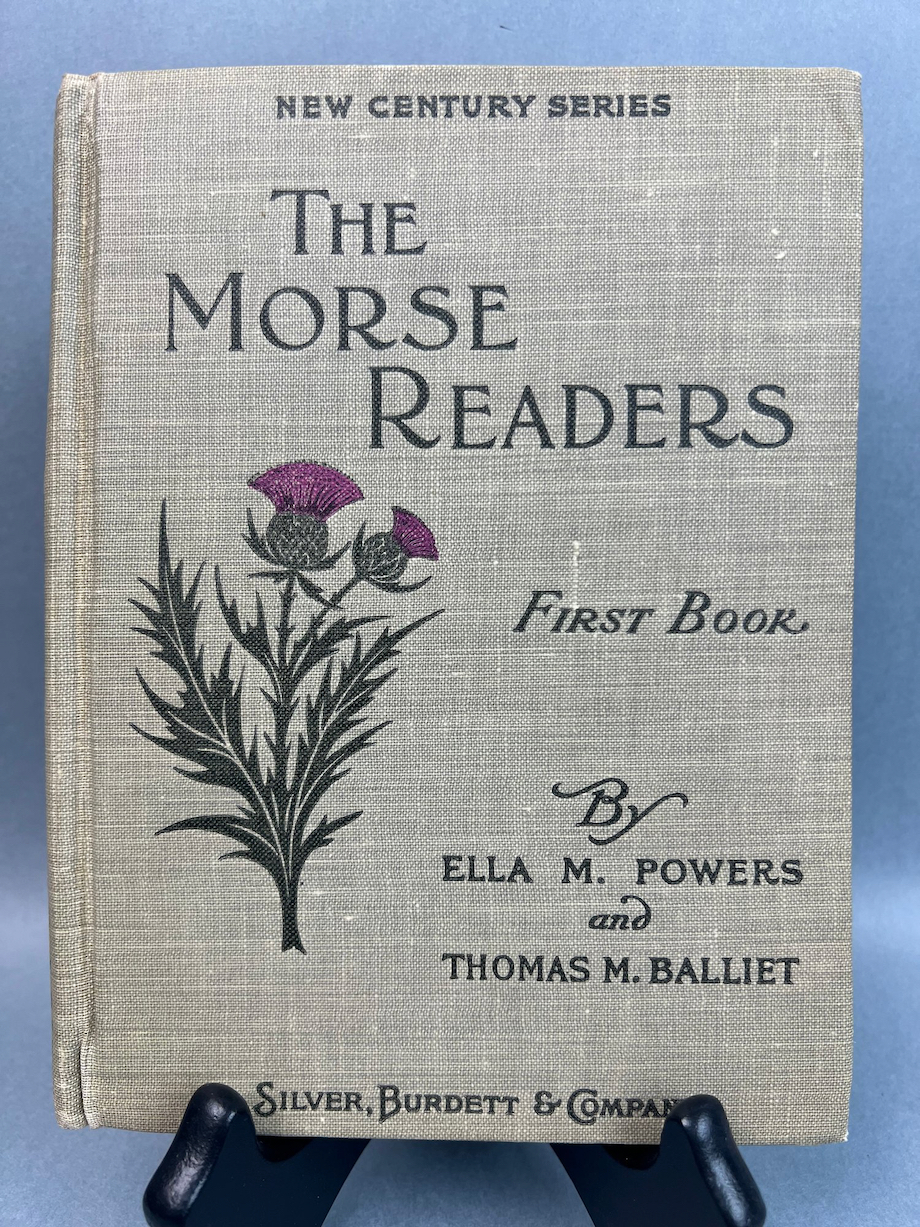 NEW CENTURY SERIES
THE
MORSE
READERS
FIRST BOOK
By
ELLA M. POWERS
and
THOMAS M. BALLIET
SILVER, BURDETT & COMPAN